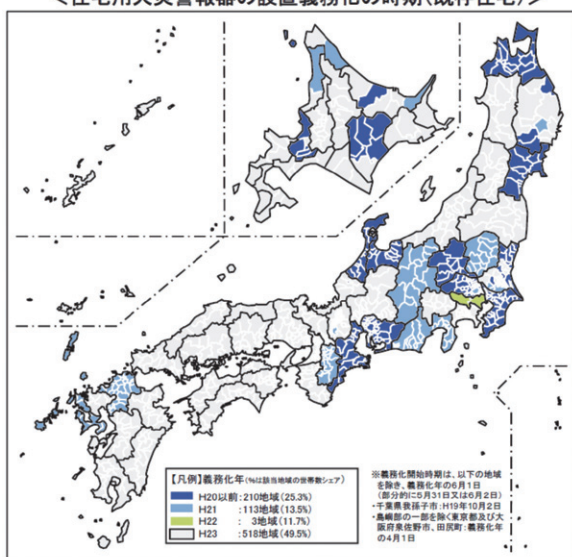 <住宅用火災警報器の設置義務化の時期(既存住宅)>
【凡例】義務化年(%は該当地域の世帯数シェア)
H20以前:210地域(25.3%)
H21 :113地域(13.5%)
H22 : 3地域(11.7%)
H23 :518地域(49.5%)
※義務化開始時期は、以下の地域
を除き、義務化年の6月1日
(部分的に5月31日又は6月2日)
・千葉県我孫子市:H19年10月2日
・島嶼部の一部を除く東京都及び大
阪府泉佐野市、田尻町:義務化年
の4月1日